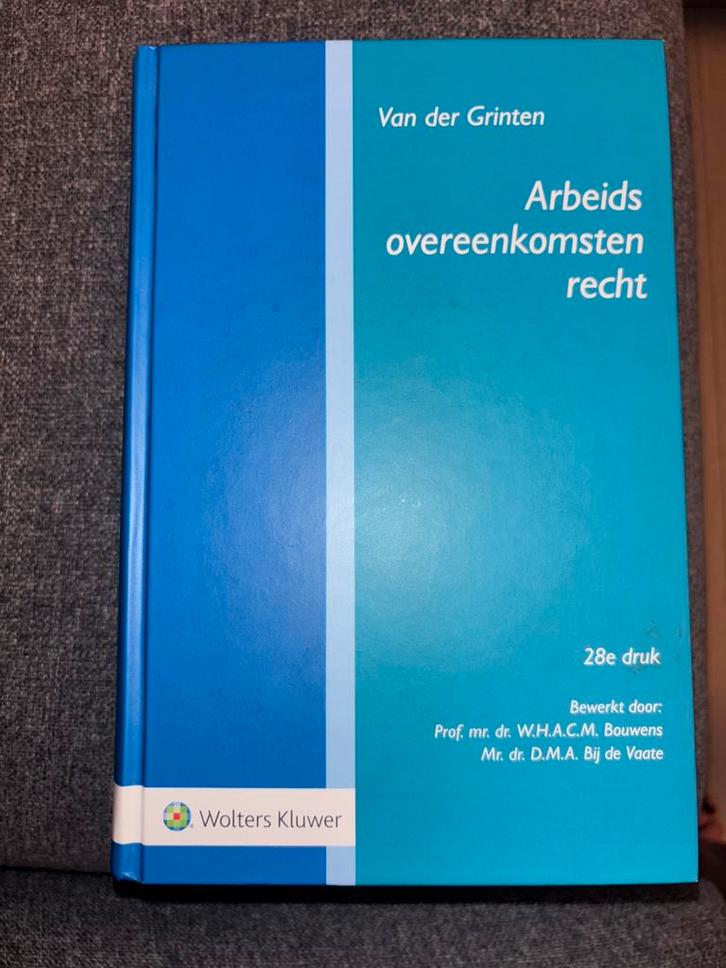 Van der Grinten
Arbeids
overeenkomsten
recht
28e druk
Bewerkt door:
Prof. mr. dr. W.H.A.C.M. Bouwens
Mr. dr. D.M.A. Bij de Vaate
Wolters Kluwer